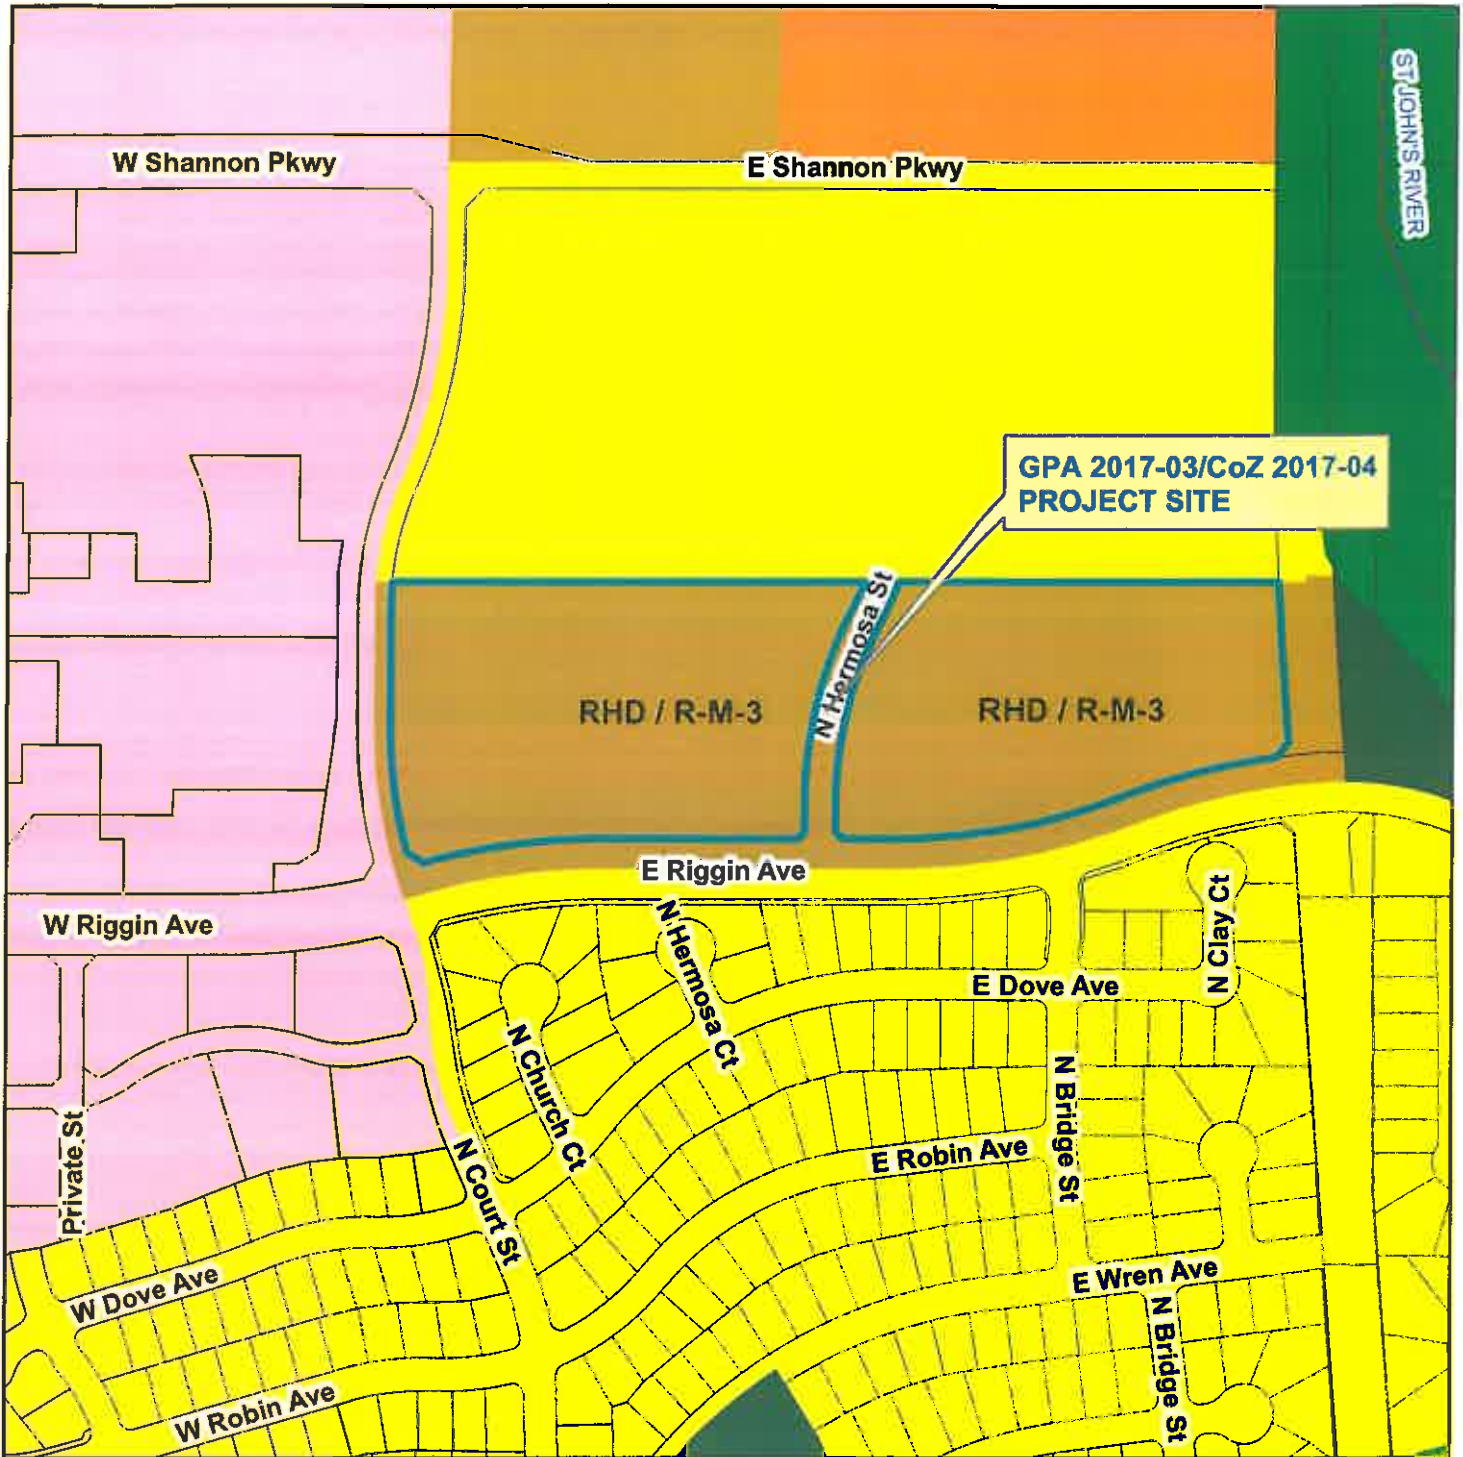 ST JOHN'S RIVER
W Shannon Pkwy
E Shannon Pkwy
GPA 2017-03/CoZ 2017-04
PROJECT SITE
N Hermosa St
RHD / R-M-3
RHD / R-M-3
E Riggin Ave
W Riggin Ave
N Hermosa Ct
N Clay Ct
E Dove Ave
N Church Ct
N Bridge St
E Robin Ave
Private St
N Court St
W Dove Ave
E Wren Ave
N Bridge St
W Robin Ave